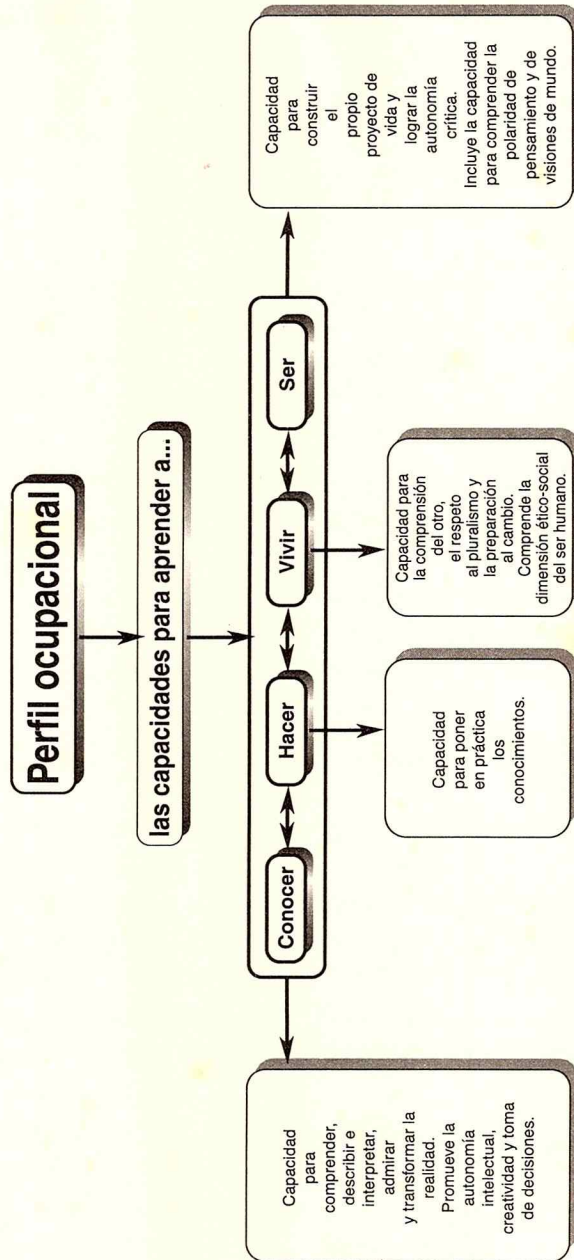 Perfil ocupacional
las capacidades para aprender a...
Conocer
Hacer
Vivir
Ser
Capacidad
para
comprender,
describir e
interpretar,
admirar
y transformar la
realidad.
Promueve la
autonomía
intelectual,
creatividad y toma
de decisiones.
Capacidad
para poner
en práctica
los
conocimientos.
Capacidad para
la comprensión
del otro,
el respeto
al pluralismo y
la preparación
al cambio.
Comprende la
dimensión ético-social
del ser humano.
Capacidad
para
construir
el
propio
proyecto de
vida y
lograr la
autonomía
crítica.
Incluye la capacidad
para comprender la
polaridad de
pensamiento y de
visiones de mundo.